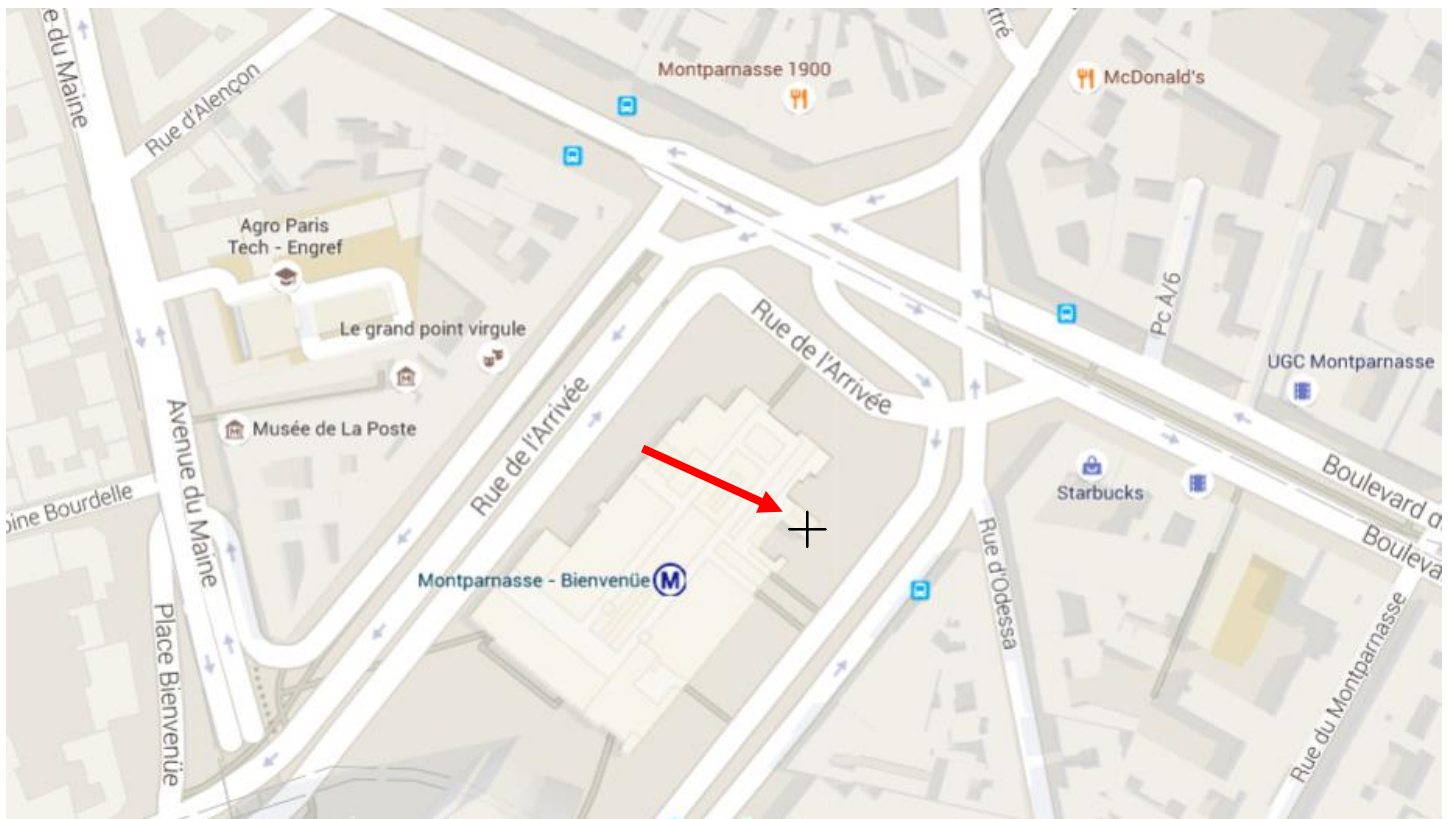 e du Maine
Rue d'Alençon
Montparnasse 1900
ttré
McDonald's
Agro Paris
Tech - Engref
Le grand point virgule
Musée de La Poste
Avenue du Maine
oine Bourdelle
Place Bienvenüe
Rue de l'Arrivée
Rue de l'Arrivée
Montparnasse - Bienvenüe M
Pc À/6
UGC Montparnasse
Starbucks
Rue d'Odessa
Boulevard d
Bouleva
Rue du Montparnasse